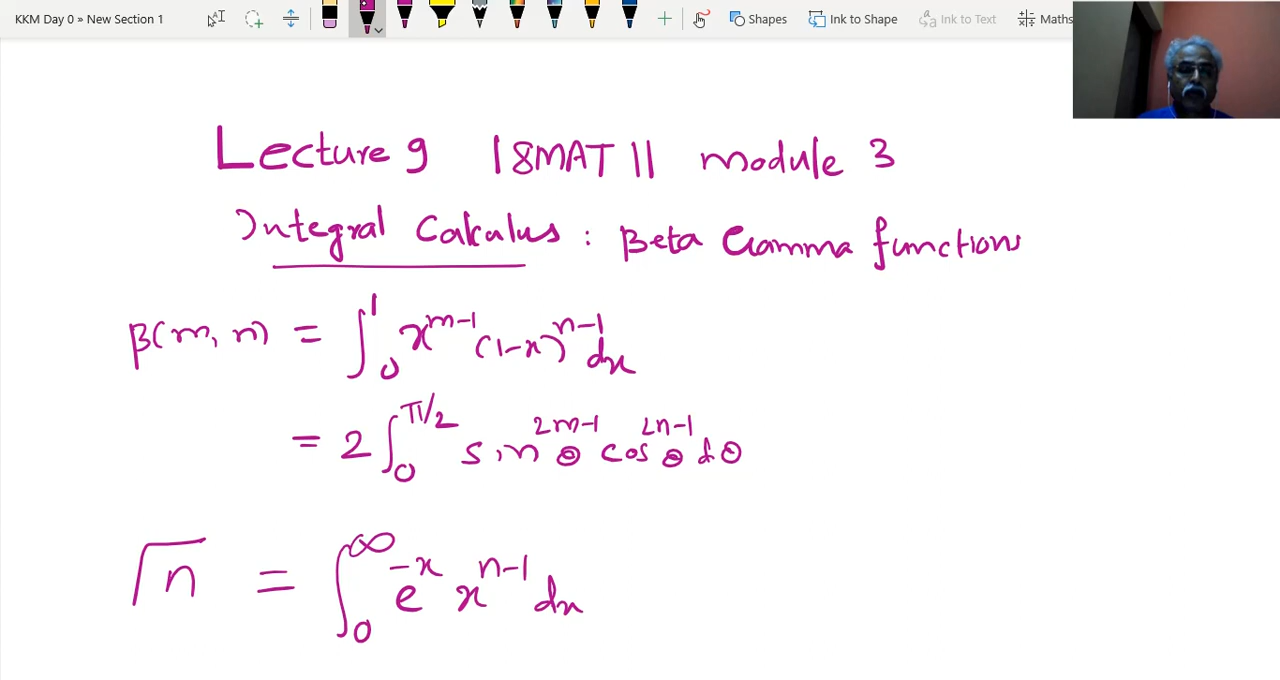 KKM Day 0 » New Section 1
Shapes Ink to Shape Ink to Text Maths
Lecture 9 18MAT11 module 3
Integral Calculus : Beta Gamma functions
β(m, n) = ∫₀¹ x^{m-1} (1-x)^{n-1} dx
= 2 ∫₀^{π/2} sin^{2m-1} θ cos^{2n-1} θ dθ
Γn = ∫₀^∞ e^{-x} x^{n-1} dx